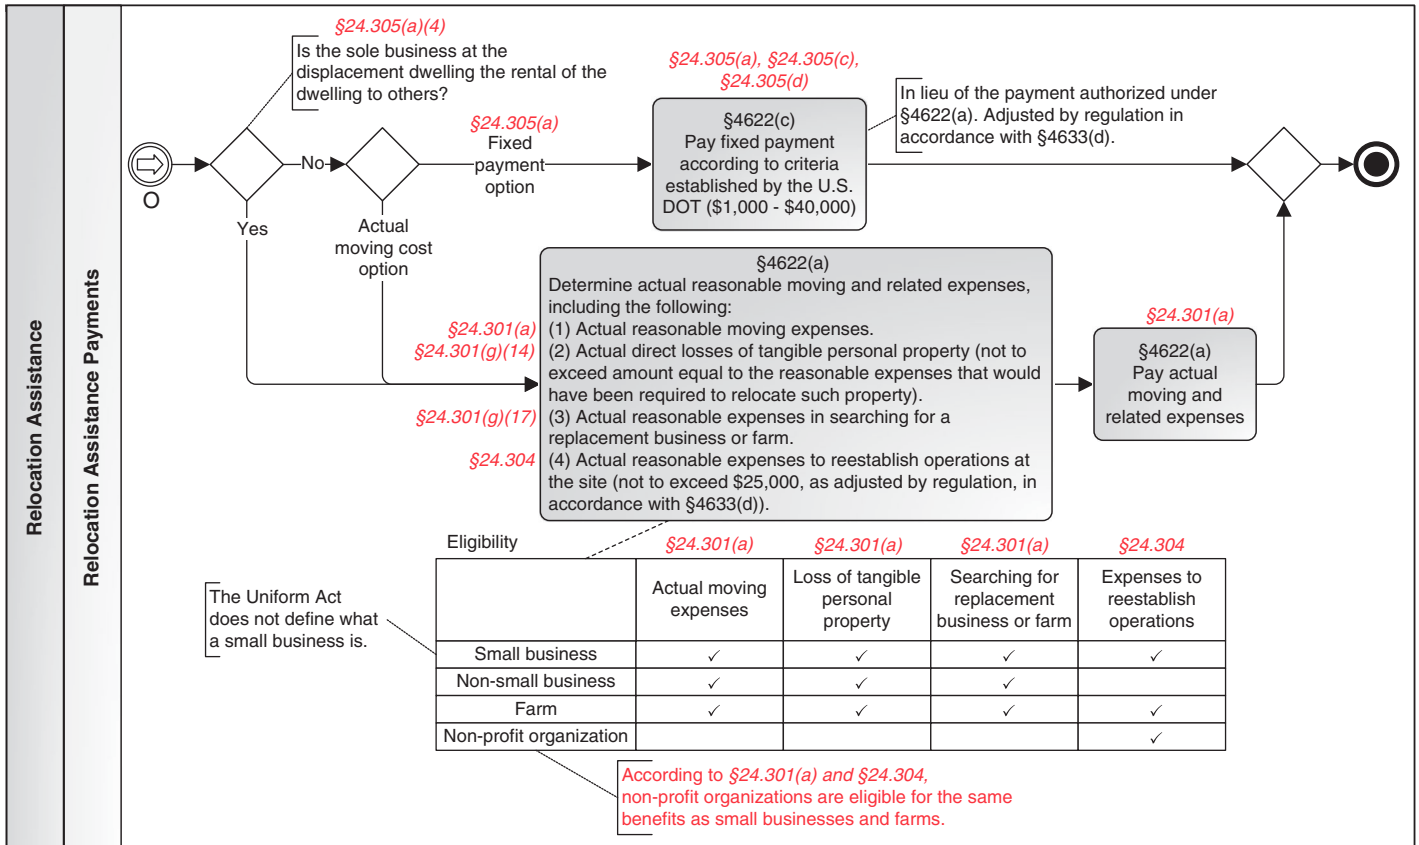 Relocation Assistance
Relocation Assistance Payments
§24.305(a)(4)
Is the sole business at the
displacement dwelling the rental of the
dwelling to others?
O
No
Yes
§24.305(a)
Fixed
payment
option
Actual
moving cost
option
§24.305(a), §24.305(c),
§24.305(d)
§4622(c)
Pay fixed payment
according to criteria
established by the U.S.
DOT ($1,000 - $40,000)
In lieu of the payment authorized under
§4622(a). Adjusted by regulation in
accordance with §4633(d).
§4622(a)
Determine actual reasonable moving and related expenses,
including the following:
§24.301(a) (1) Actual reasonable moving expenses.
§24.301(g)(14) (2) Actual direct losses of tangible personal property (not to
exceed amount equal to the reasonable expenses that would
have been required to relocate such property).
§24.301(g)(17) (3) Actual reasonable expenses in searching for a
replacement business or farm.
§24.304 (4) Actual reasonable expenses to reestablish operations at
the site (not to exceed $25,000, as adjusted by regulation, in
accordance with §4633(d)).
§24.301(a)
§4622(a)
Pay actual
moving and
related expenses
Eligibility
§24.301(a) §24.301(a) §24.301(a) §24.304
Actual moving
expenses
Loss of tangible
personal
property
Searching for
replacement
business or farm
Expenses to
reestablish
operations
Small business ✓ ✓ ✓ ✓
Non-small business ✓ ✓ ✓
Farm ✓ ✓ ✓ ✓
Non-profit organization ✓
The Uniform Act
does not define what
a small business is.
According to §24.301(a) and §24.304,
non-profit organizations are eligible for the same
benefits as small businesses and farms.